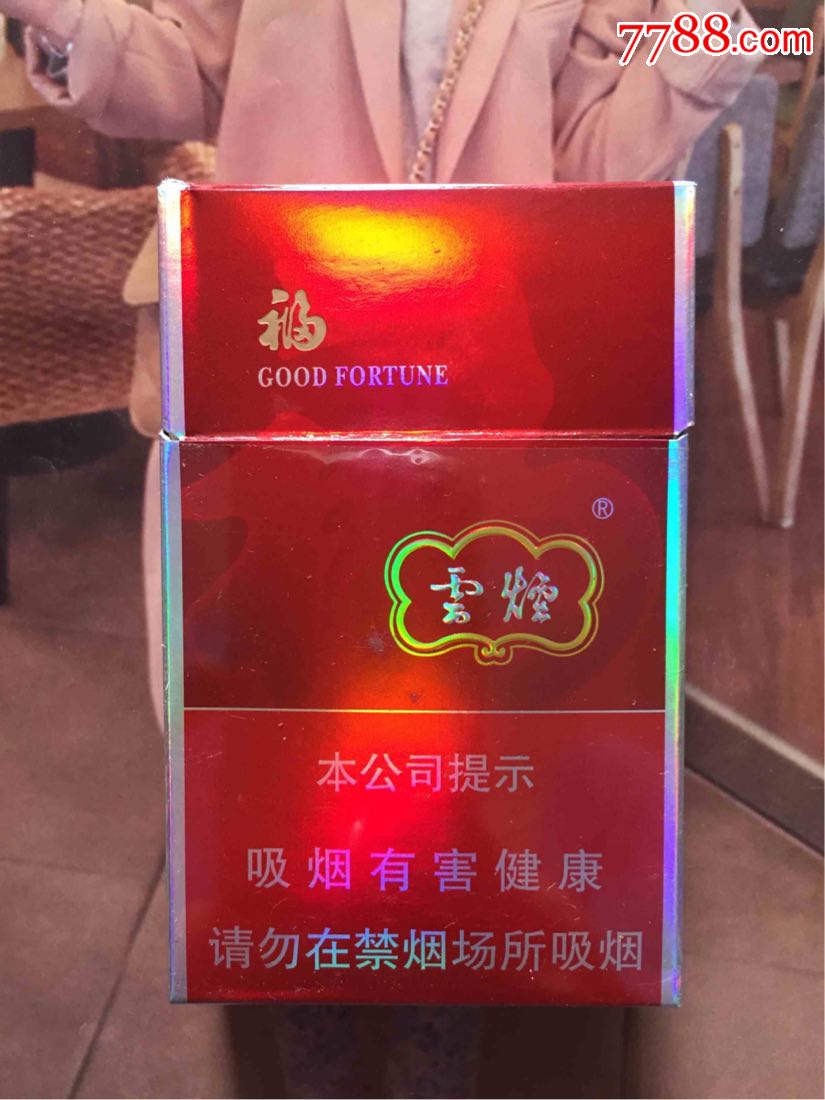 7788.com
福
GOOD FORTUNE
®
雲煙
本公司提示
吸烟有害健康
请勿在禁烟场所吸烟